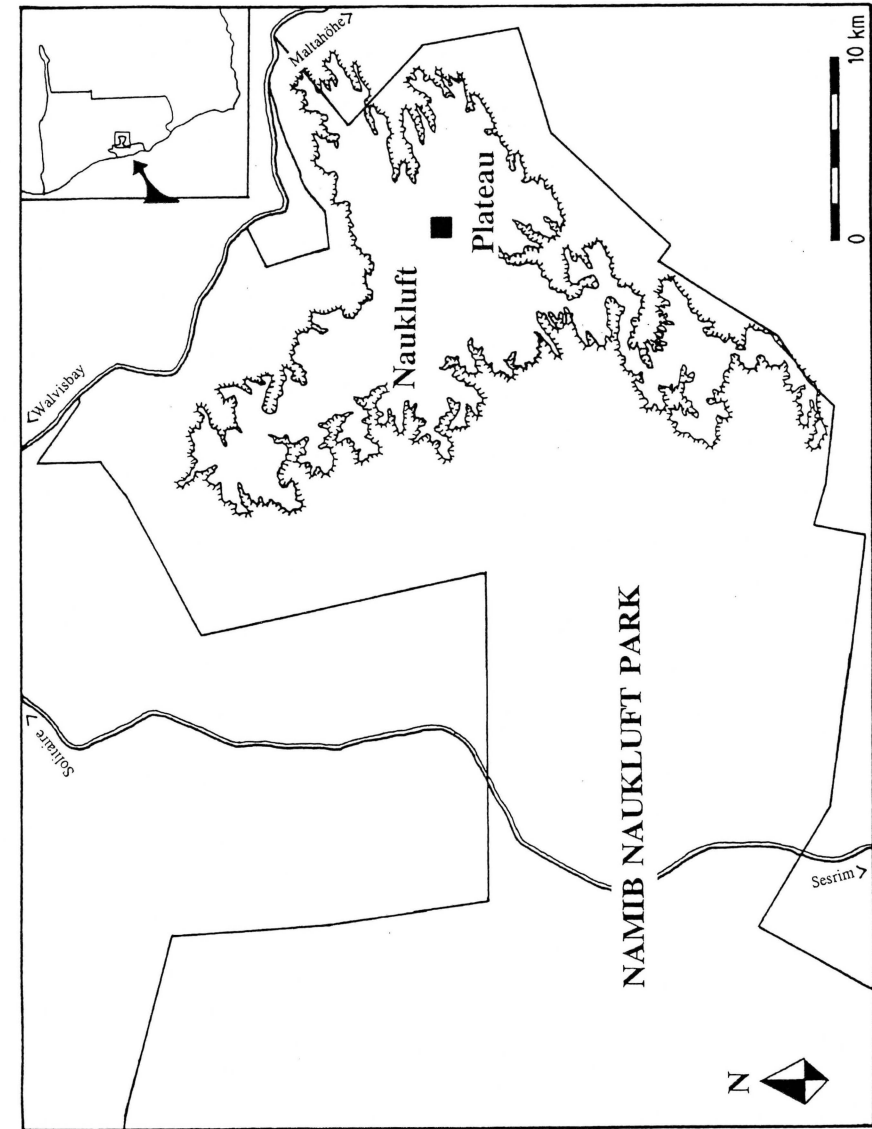 Maltahöhe >
< Walvisbay
Naukluft
Plateau
0
10 km
Solitaire >
NAMIB NAUKLUFT PARK
Sesrim >
N